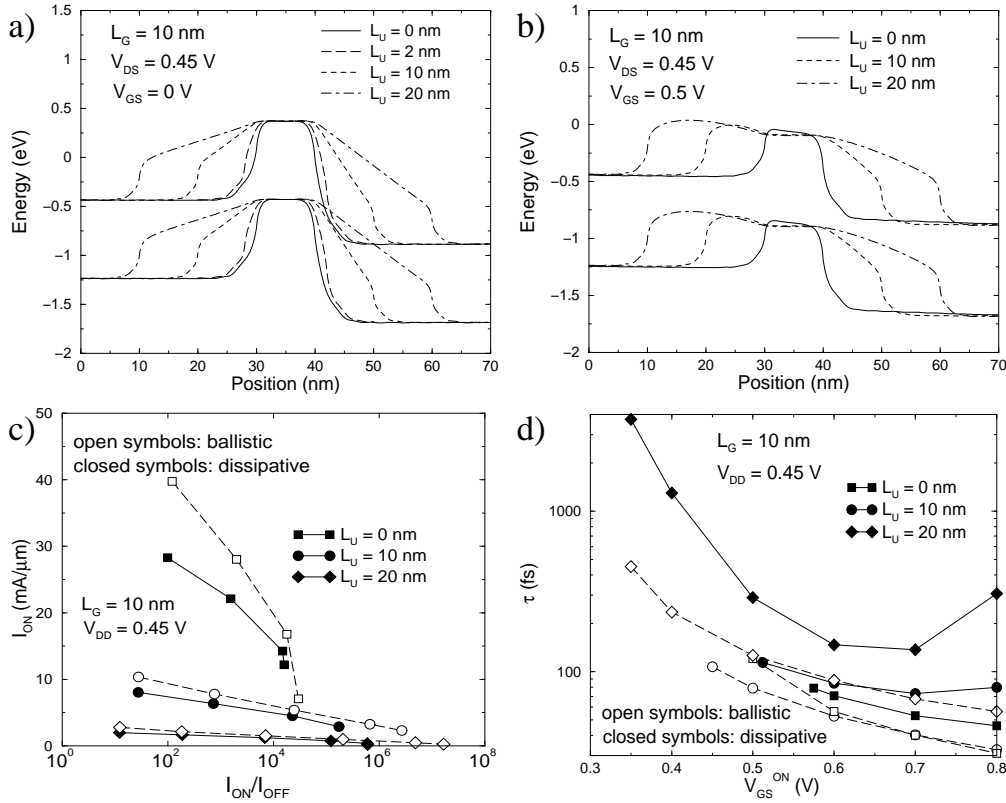 a)
L_G = 10 nm
V_DS = 0.45 V
V_GS = 0 V
L_U = 0 nm
L_U = 2 nm
L_U = 10 nm
L_U = 20 nm
1.5
1
0.5
0
−0.5
−1
−1.5
−2
Energy (eV)
0 10 20 30 40 50 60 70
Position (nm)
b)
L_G = 10 nm
V_DS = 0.45 V
V_GS = 0.5 V
L_U = 0 nm
L_U = 10 nm
L_U = 20 nm
1
0.5
0
−0.5
−1
−1.5
−2
Energy (eV)
0 10 20 30 40 50 60 70
Position (nm)
c)
open symbols: ballistic
closed symbols: dissipative
L_U = 0 nm
L_U = 10 nm
L_U = 20 nm
L_G = 10 nm
V_DD = 0.45 V
50
40
30
20
10
0
I_ON (mA/μm)
10^0 10^2 10^4 10^6 10^8
I_ON/I_OFF
d)
L_G = 10 nm
V_DD = 0.45 V
L_U = 0 nm
L_U = 10 nm
L_U = 20 nm
open symbols: ballistic
closed symbols: dissipative
1000
100
τ (fs)
0.3 0.4 0.5 0.6 0.7 0.8
V_GS^ON (V)